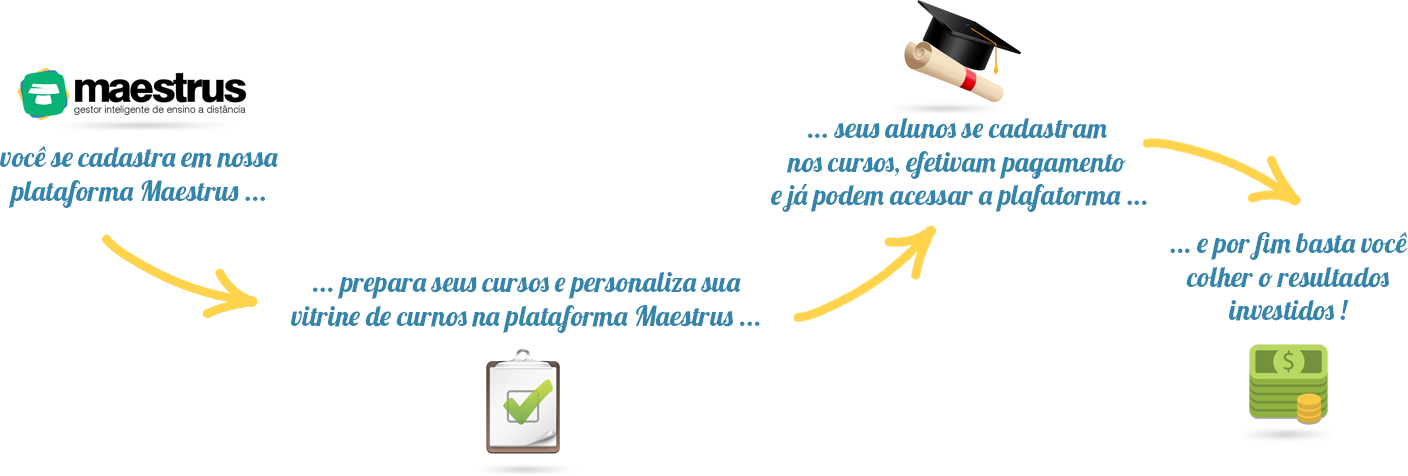 maestrus
gestor inteligente de ensino a distância
você se cadastra em nossa
plataforma Maestrus ...
... prepara seus cursos e personaliza sua
vitrine de curnos na plataforma Maestrus ...
... seus alunos se cadastram
nos cursos, efetivam pagamento
e já podem acessar a plafatorma ...
... e por fim basta você
colher o resultados
investidos !
$